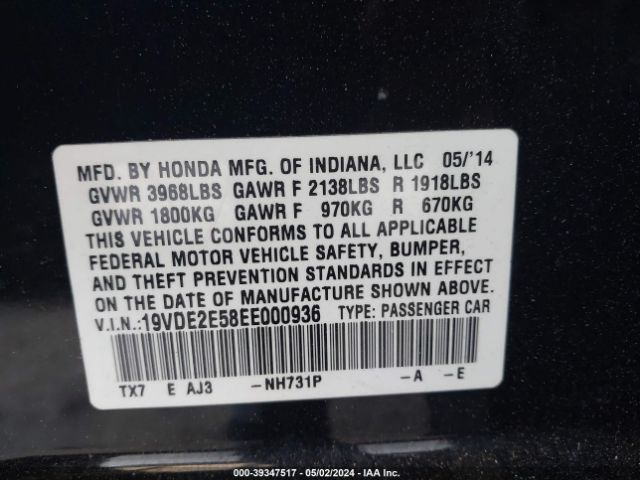 MFD. BY HONDA MFG. OF INDIANA, LLC 05/'14
GVWR 3968LBS GAWR F 2138LBS R 1918LBS
GVWR 1800KG GAWR F 970KG R 670KG
THIS VEHICLE CONFORMS TO ALL APPLICABLE
FEDERAL MOTOR VEHICLE SAFETY, BUMPER,
AND THEFT PREVENTION STANDARDS IN EFFECT
ON THE DATE OF MANUFACTURE SHOWN ABOVE.
V.I.N.:19VDE2E58EE000936 TYPE: PASSENGER CAR
TX7 E AJ3 -NH731P -A -E
000-39347517 - 05/02/2024 - IAA Inc.